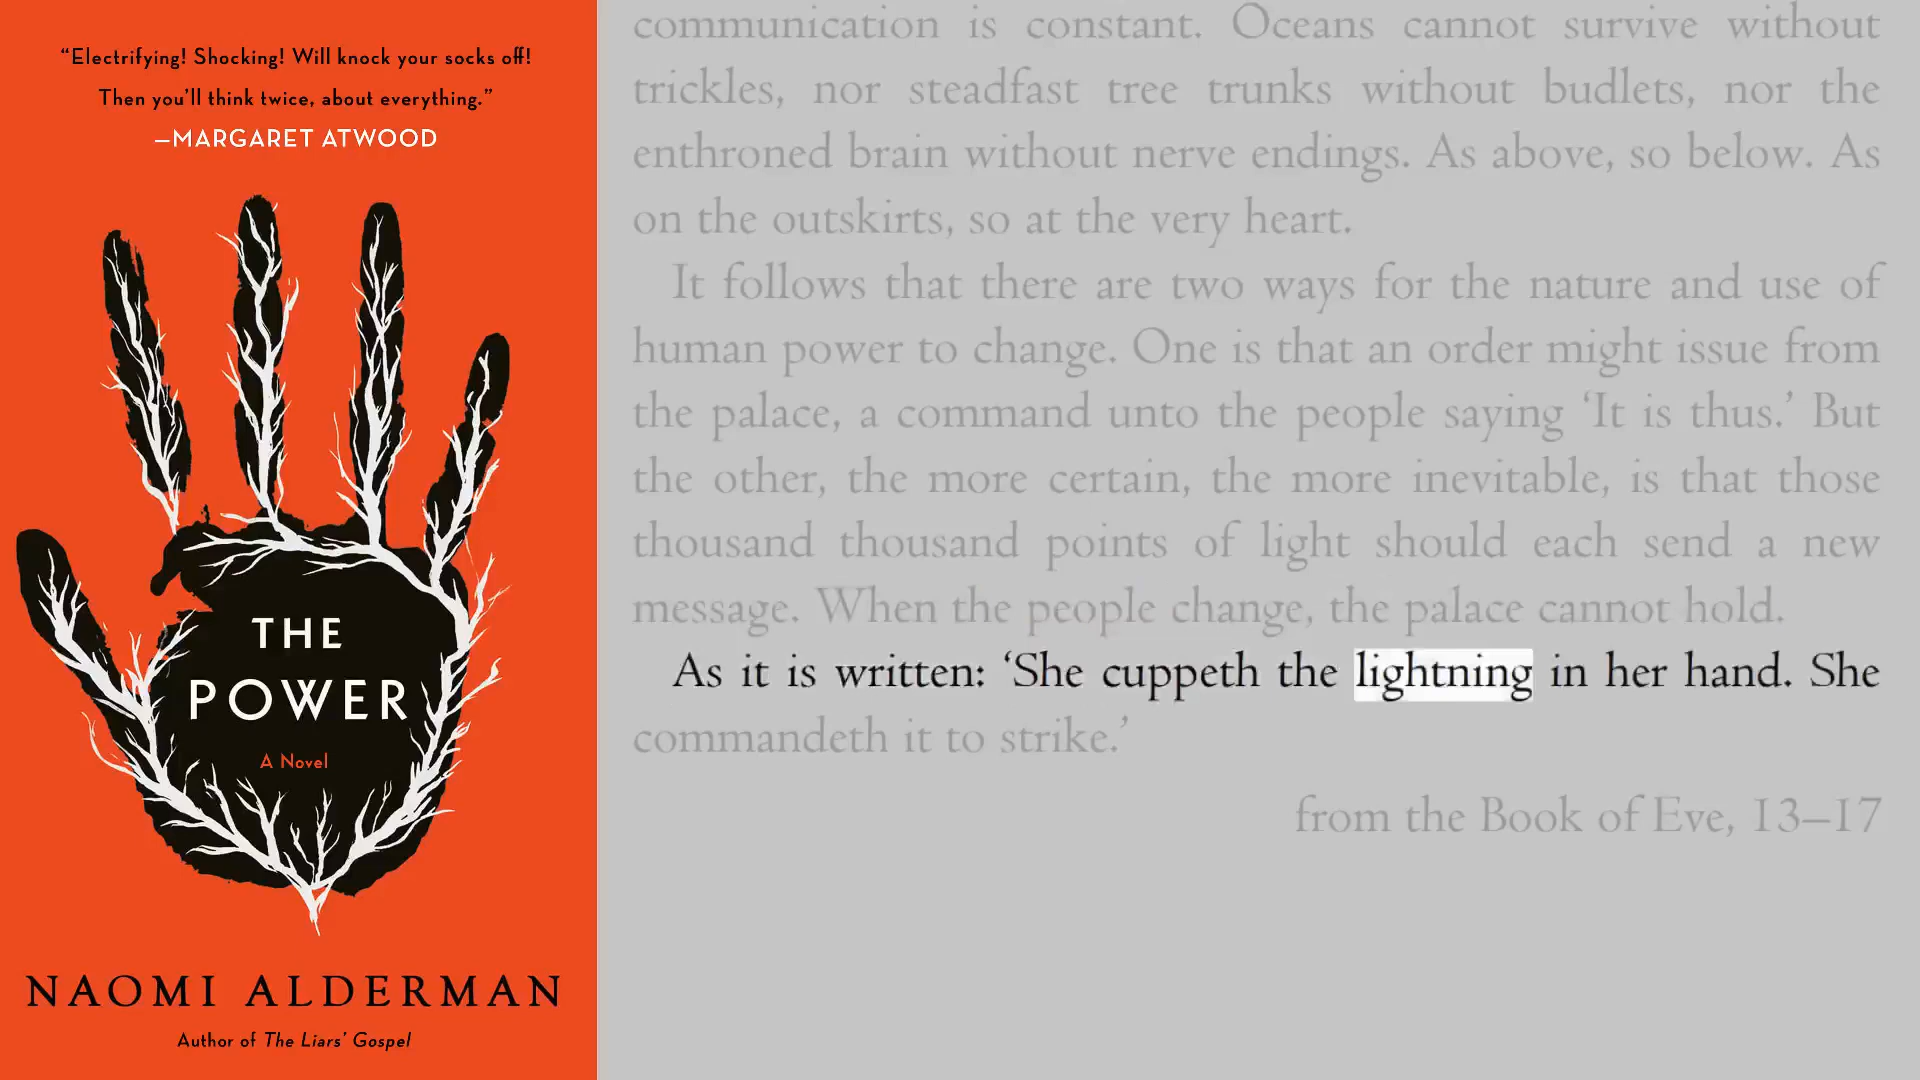 “Electrifying! Shocking! Will knock your socks off!
Then you’ll think twice, about everything.”
—MARGARET ATWOOD
THE
POWER
A Novel
NAOMI ALDERMAN
Author of The Liars’ Gospel
communication is constant. Oceans cannot survive without
trickles, nor steadfast tree trunks without budlets, nor the
enthroned brain without nerve endings. As above, so below. As
on the outskirts, so at the very heart.
It follows that there are two ways for the nature and use of
human power to change. One is that an order might issue from
the palace, a command unto the people saying ‘It is thus.’ But
the other, the more certain, the more inevitable, is that those
thousand thousand points of light should each send a new
message. When the people change, the palace cannot hold.
As it is written: ‘She cuppeth the lightning in her hand. She
commandeth it to strike.’
from the Book of Eve, 13–17